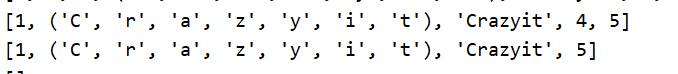 [1, ('C', 'r', 'a', 'z', 'y', 'i', 't'), 'Crazyit', 4, 5]
[1, ('C', 'r', 'a', 'z', 'y', 'i', 't'), 'Crazyit', 5]